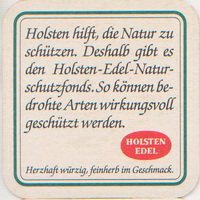 Holsten hilft, die Natur zu
schützen. Deshalb gibt es
den Holsten-Edel-Natur-
schutzfonds. So können be-
drohte Arten wirkungsvoll
geschützt werden.
HOLSTEN
EDEL
Herzhaft würzig, feinherb im Geschmack.